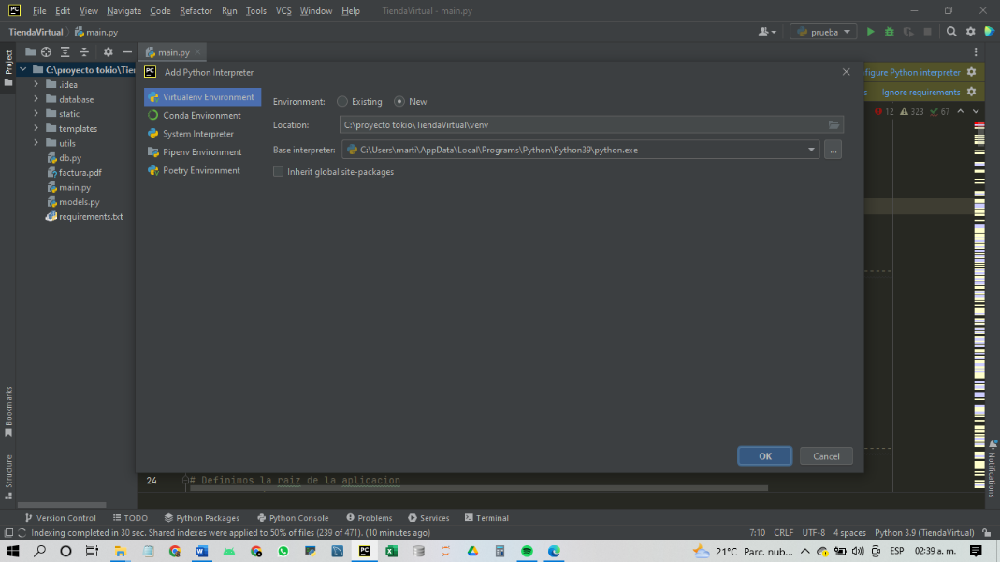 PC File Edit View Navigate Code Refactor Run Tools VCS Window Help TiendaVirtual - main.py
TiendaVirtual main.py prueba
Project main.py
PC Add Python Interpreter
C:\proyecto tokio\Tie
.idea
database
static
templates
utils
db.py
factura.pdf
main.py
models.py
requirements.txt
Virtualenv Environment
Conda Environment
System Interpreter
Pipenv Environment
Poetry Environment
Environment: Existing New
Location: C:\proyecto tokio\TiendaVirtual\venv
Base interpreter: C:\Users\marti\AppData\Local\Programs\Python\Python39\python.exe
...
Inherit global site-packages
figure Python interpreter
s Ignore requirements
12 323 67
OK Cancel
Bookmarks
Structure
Notifications
24 # Definimos la raiz de la aplicacion
Version Control TODO Python Packages Python Console Problems Services Terminal
Indexing completed in 30 sec. Shared indexes were applied to 50% of files (239 of 471). (10 minutes ago) 7:10 CRLF UTF-8 4 spaces Python 3.9 (TiendaVirtual)
21°C Parc. nub... ESP 02:39 a. m.